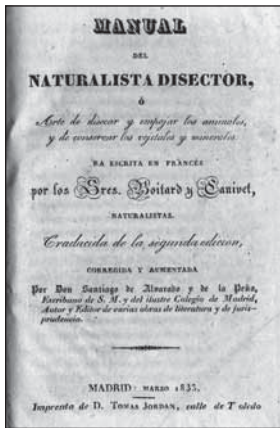 MANUAL
DEL
NATURALISTA DISECTOR,
Ó
Arte de disecar y empajar los animales,
y de conservar los vejetales y minerales
HA ESCRITA EN FRANCÉS
por los Sres. Boitard y Canivet,
NATURALISTAS.
Traducida de la segunda edicion,
CORREGIDA Y AUMENTADA
Por Don Santiago de Alvarado y de la Peña,
Escribano de S. M. y del ilustre Colegio de Madrid,
Autor y Editor de varias obras de literatura y de juris-
prudencia.
MADRID: MARZO 1833.
Imprenta de D. TOMAS JORDAN, calle de Toledo